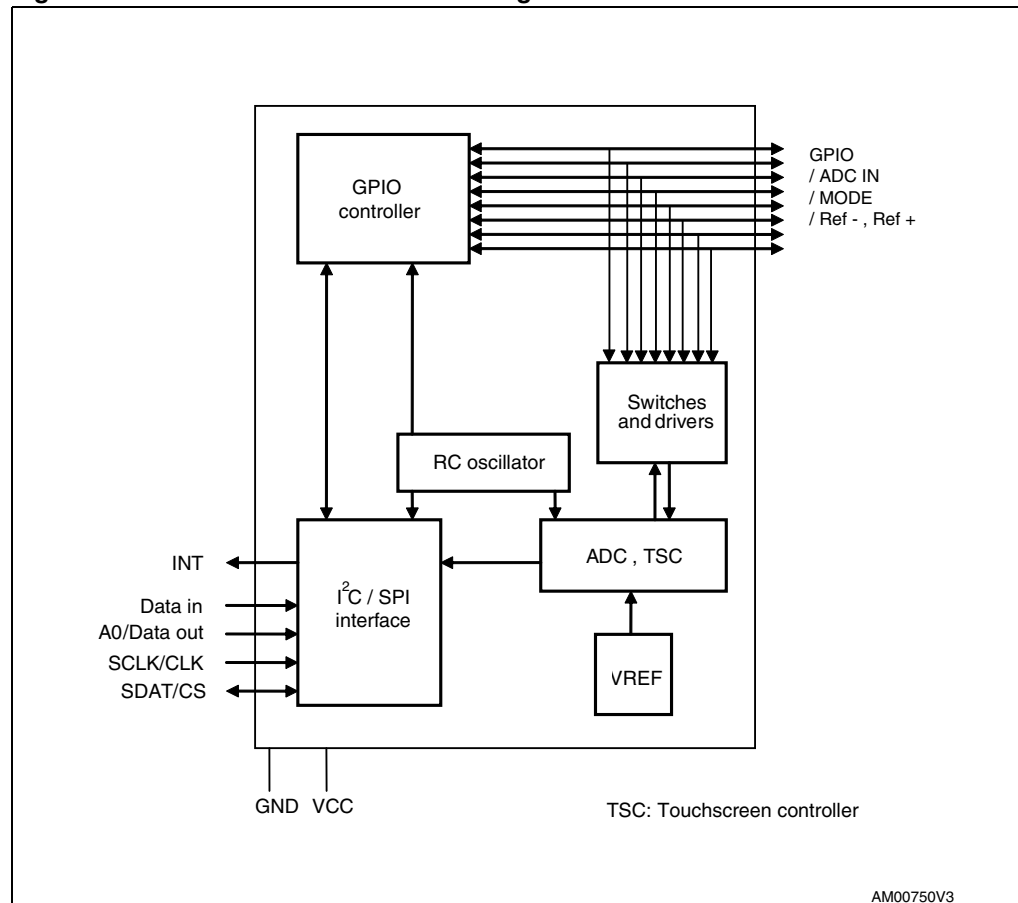 GPIO
controller
GPIO
/ ADC IN
/ MODE
/ Ref - , Ref +
Switches
and drivers
RC oscillator
ADC , TSC
I²C / SPI
interface
VREF
INT
Data in
A0/Data out
SCLK/CLK
SDAT/CS
GND VCC
TSC: Touchscreen controller
AM00750V3